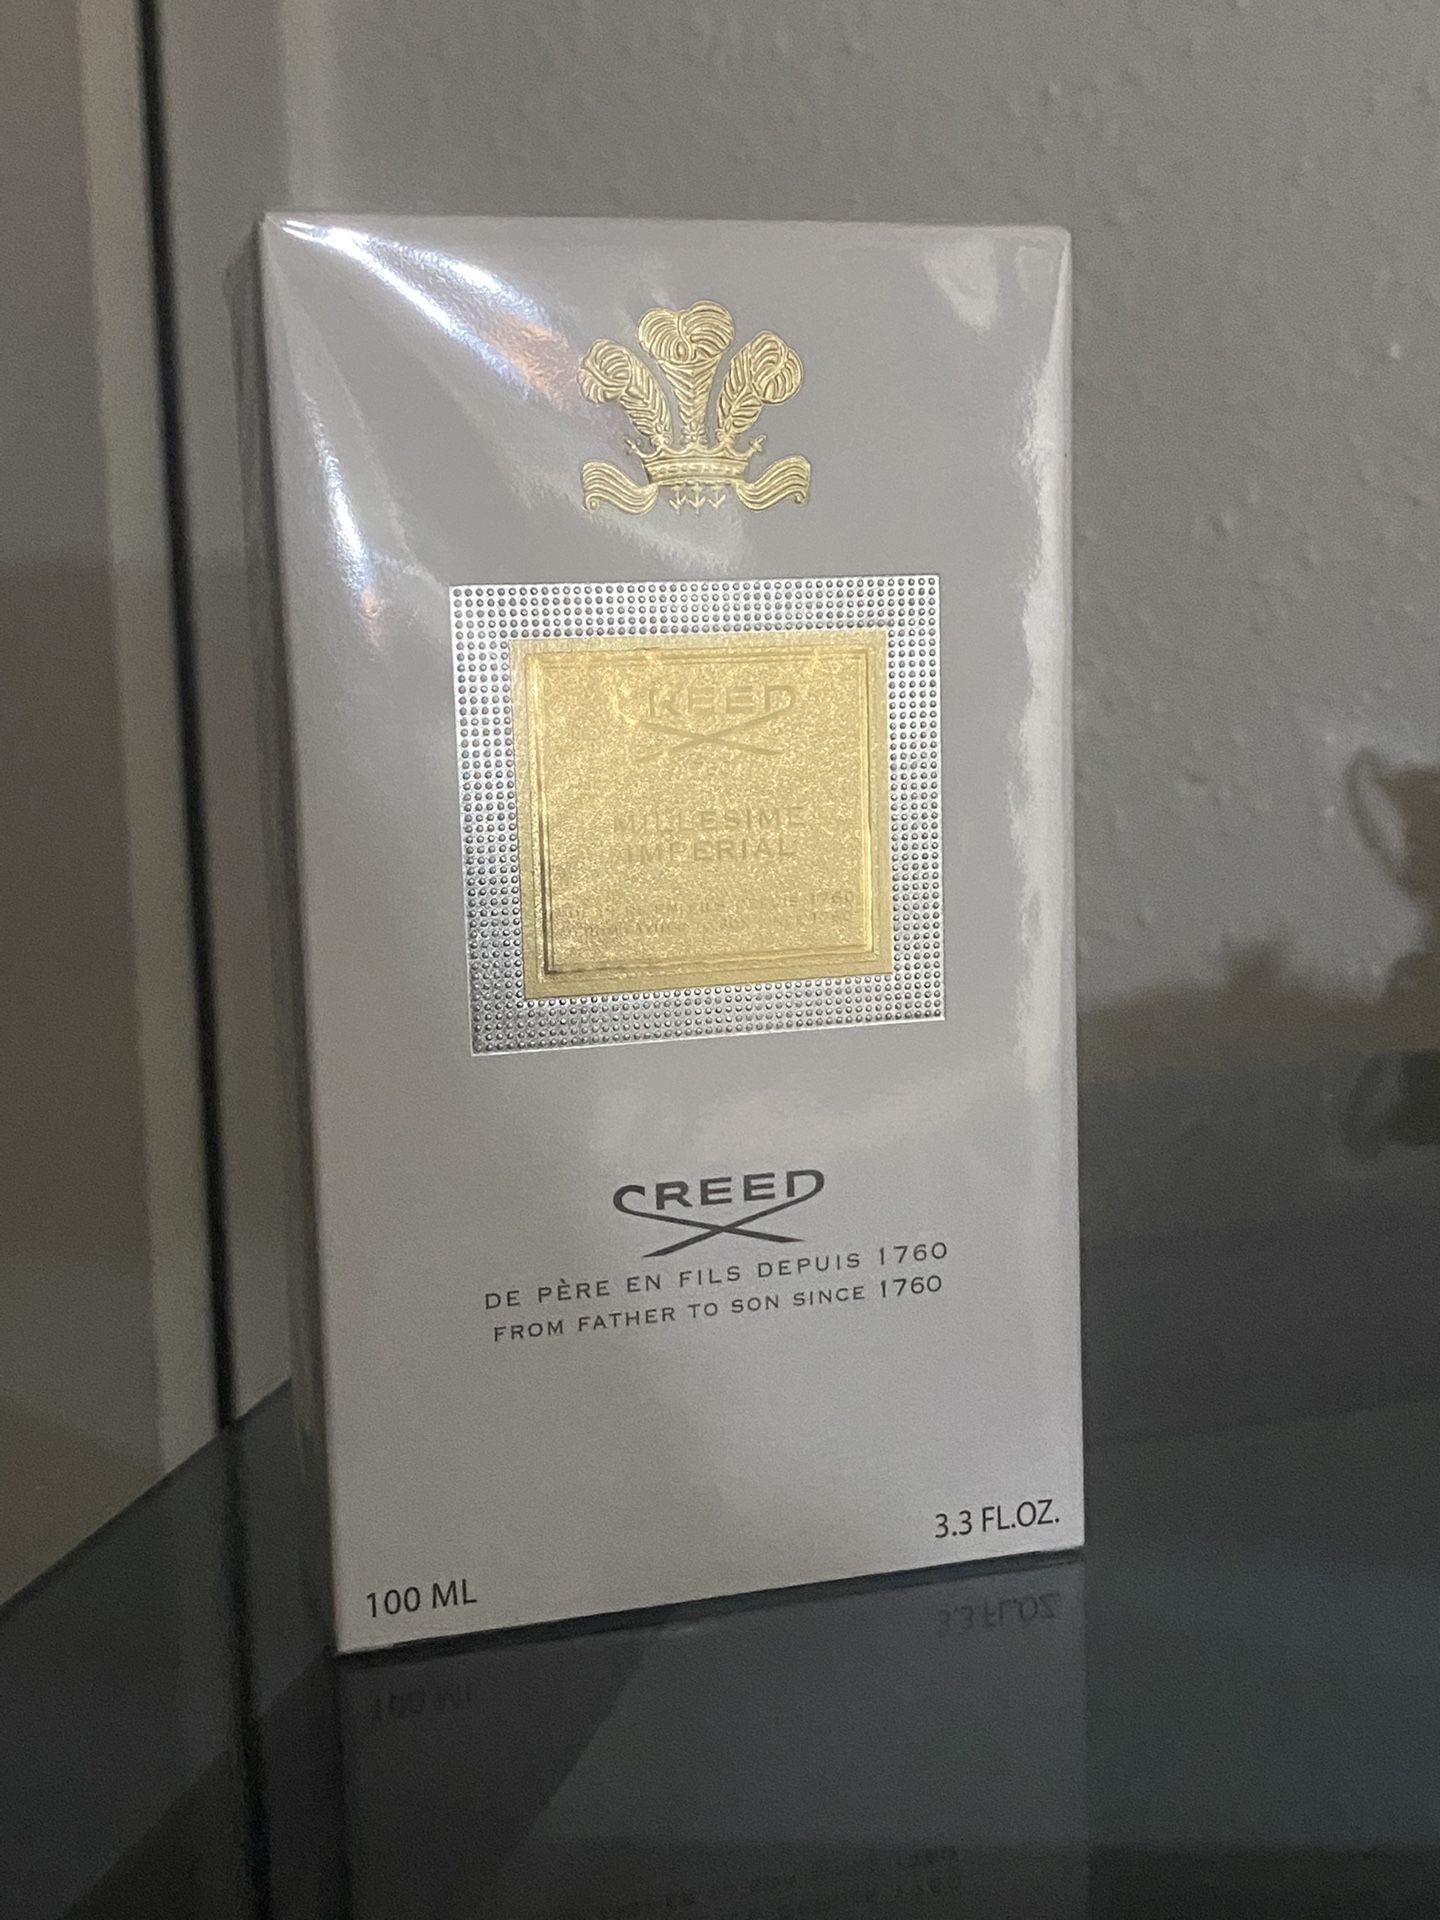 CREED
MILLESIME
IMPERIAL
1760
CREED
DE PÈRE EN FILS DEPUIS 1760
FROM FATHER TO SON SINCE 1760
3.3 FL.OZ.
100 ML